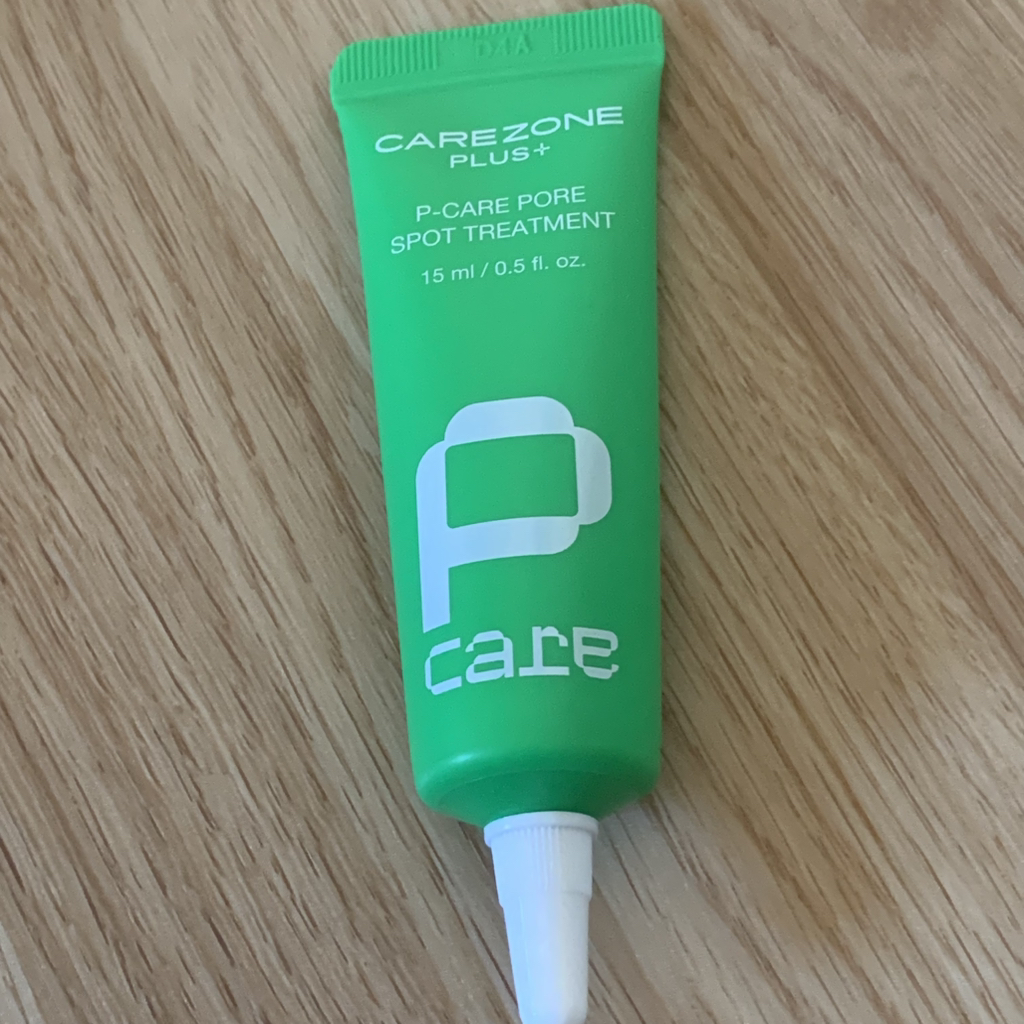 CAREZONE
PLUS+
P-CARE PORE
SPOT TREATMENT
15 ml / 0.5 fl. oz.
P
care